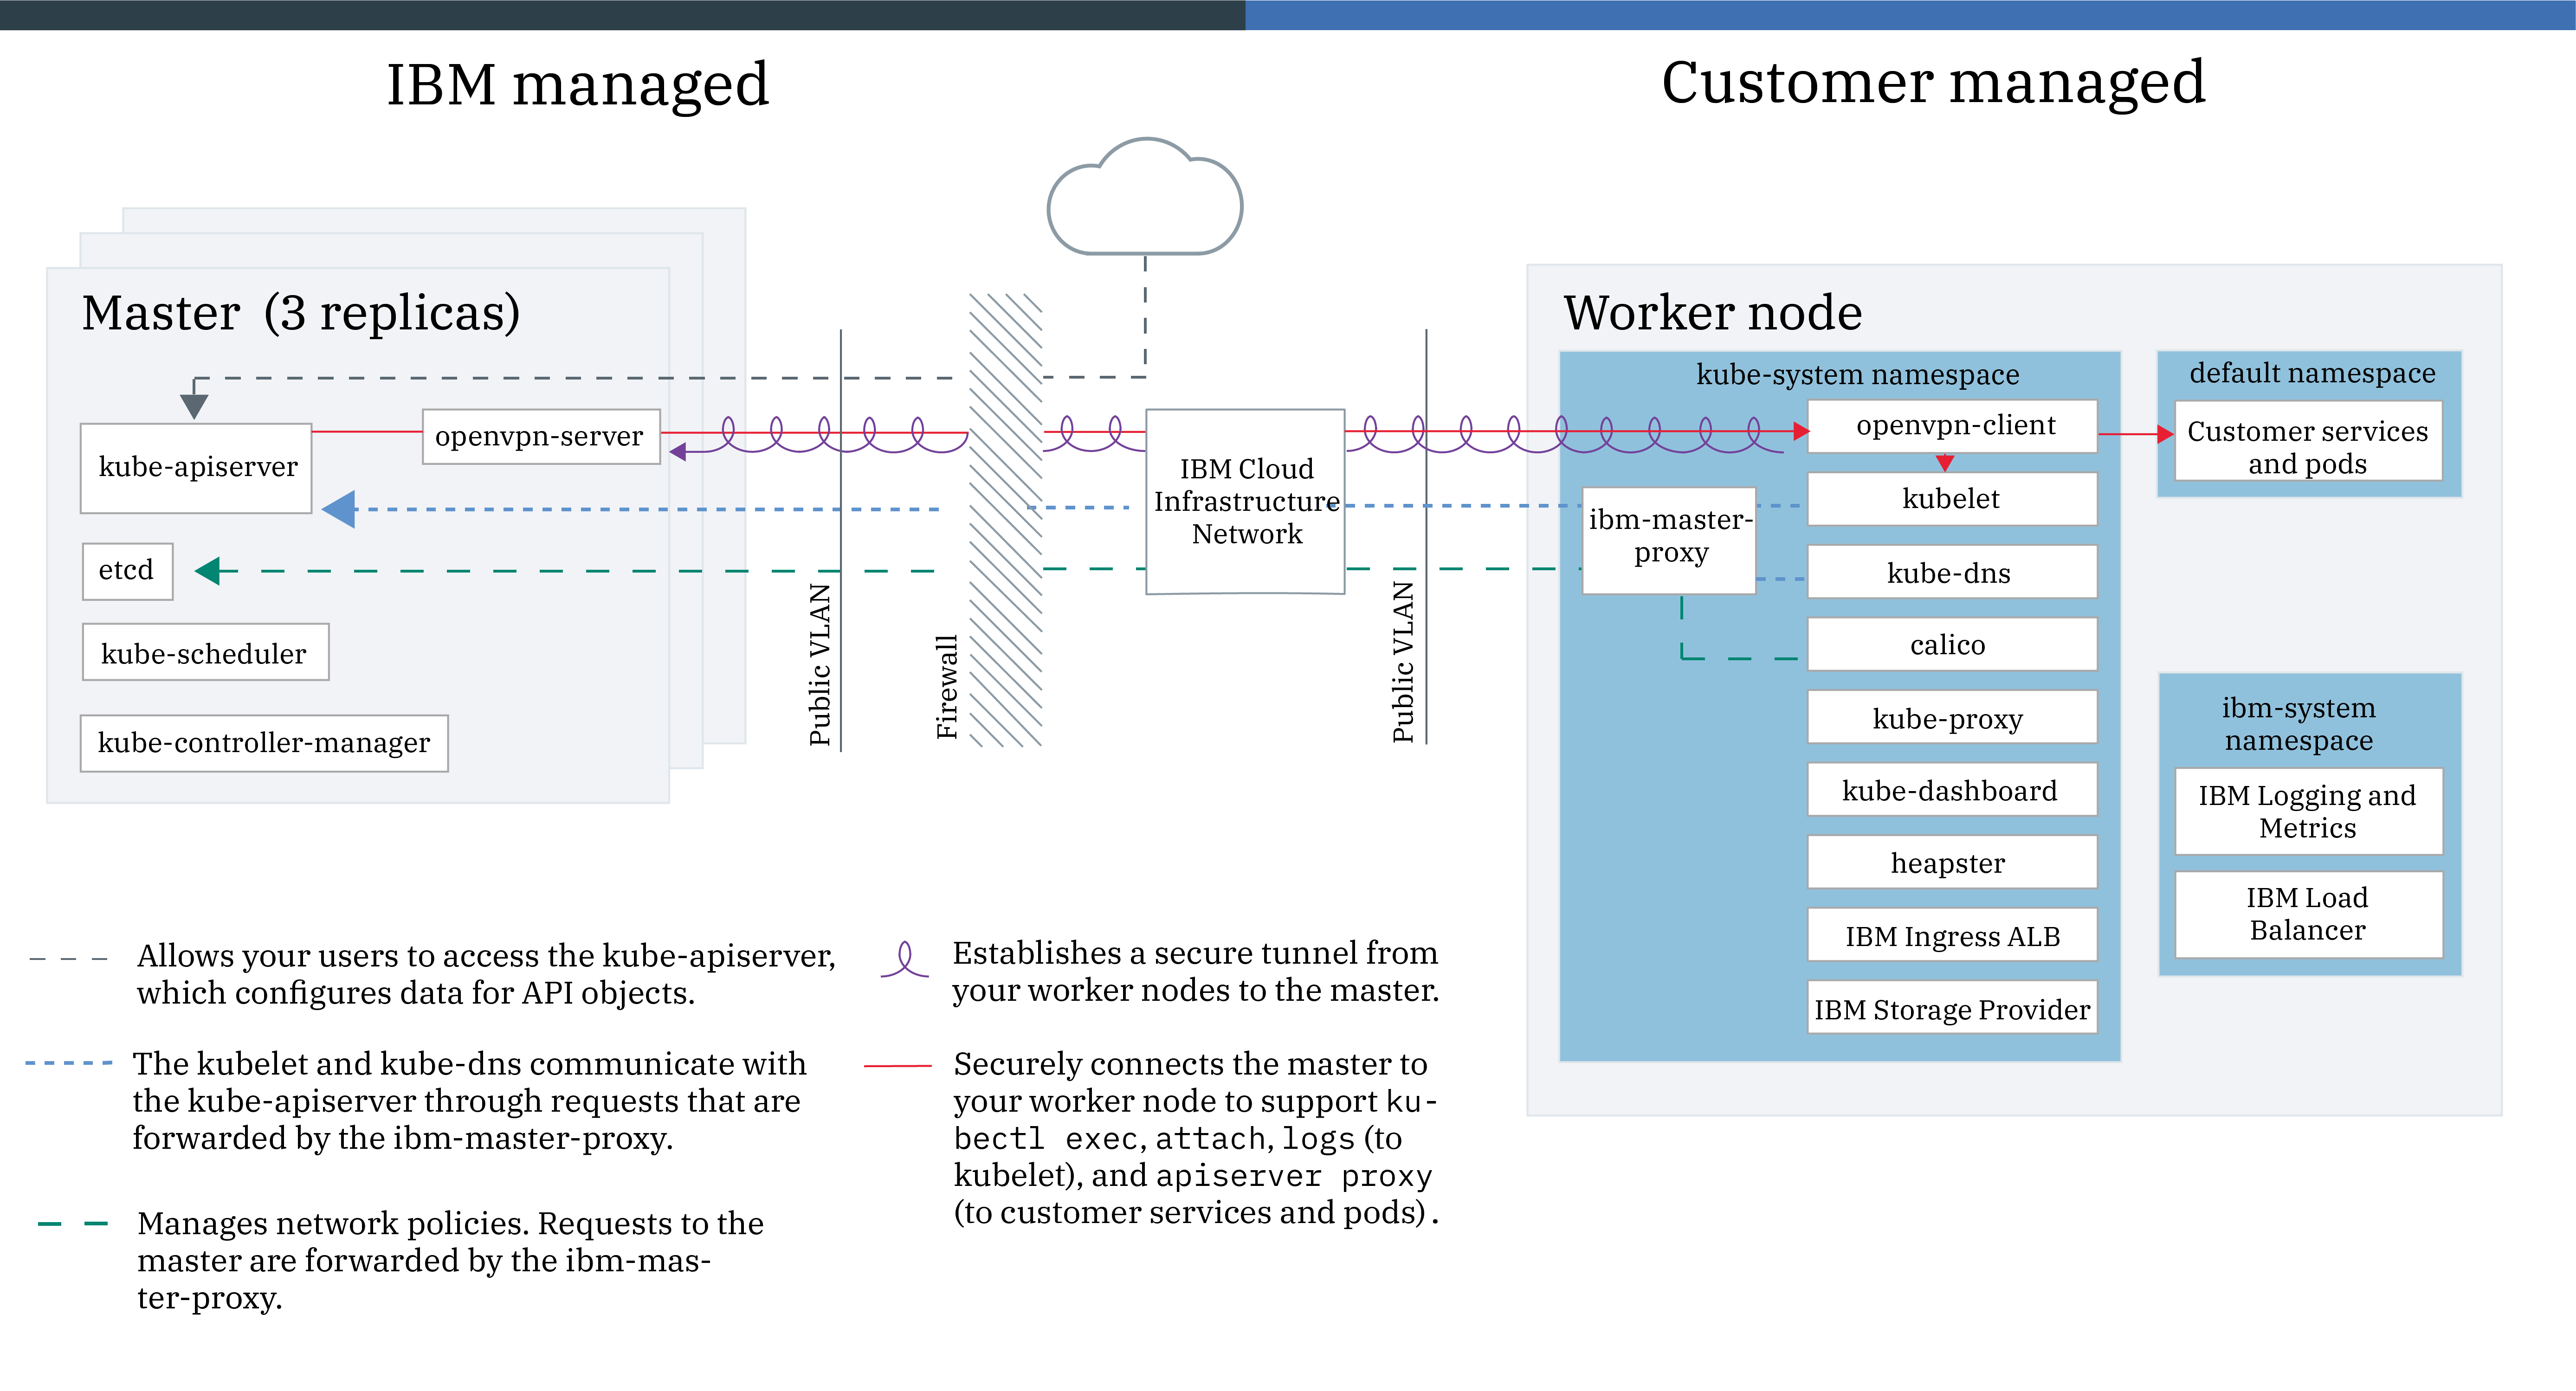 IBM managed
Customer managed
Master (3 replicas)
kube-apiserver
openvpn-server
etcd
kube-scheduler
kube-controller-manager
Public VLAN
Firewall
IBM Cloud
Infrastructure
Network
Public VLAN
Worker node
kube-system namespace
openvpn-client
kubelet
ibm-master-
proxy
kube-dns
calico
kube-proxy
kube-dashboard
heapster
IBM Ingress ALB
IBM Storage Provider
default namespace
Customer services
and pods
ibm-system
namespace
IBM Logging and
Metrics
IBM Load
Balancer
Allows your users to access the kube-apiserver,
which configures data for API objects.
The kubelet and kube-dns communicate with
the kube-apiserver through requests that are
forwarded by the ibm-master-proxy.
Manages network policies. Requests to the
master are forwarded by the ibm-mas-
ter-proxy.
Establishes a secure tunnel from
your worker nodes to the master.
Securely connects the master to
your worker node to support ku-
bectl exec, attach, logs (to
kubelet), and apiserver proxy
(to customer services and pods).